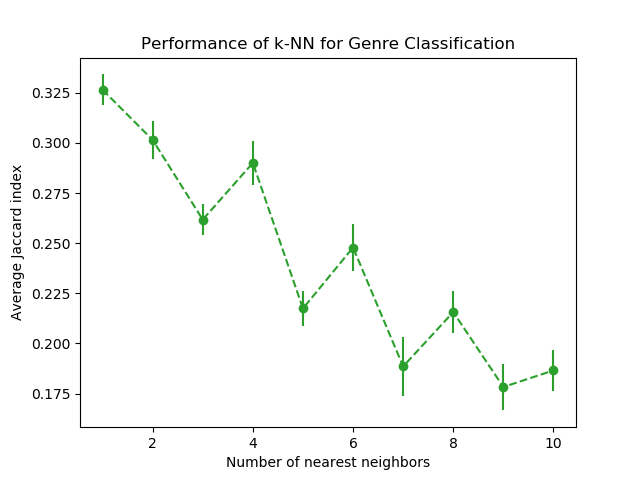 Performance of k-NN for Genre Classification
0.325
0.300
0.275
0.250
0.225
0.200
0.175
Average Jaccard index
2 4 6 8 10
Number of nearest neighbors